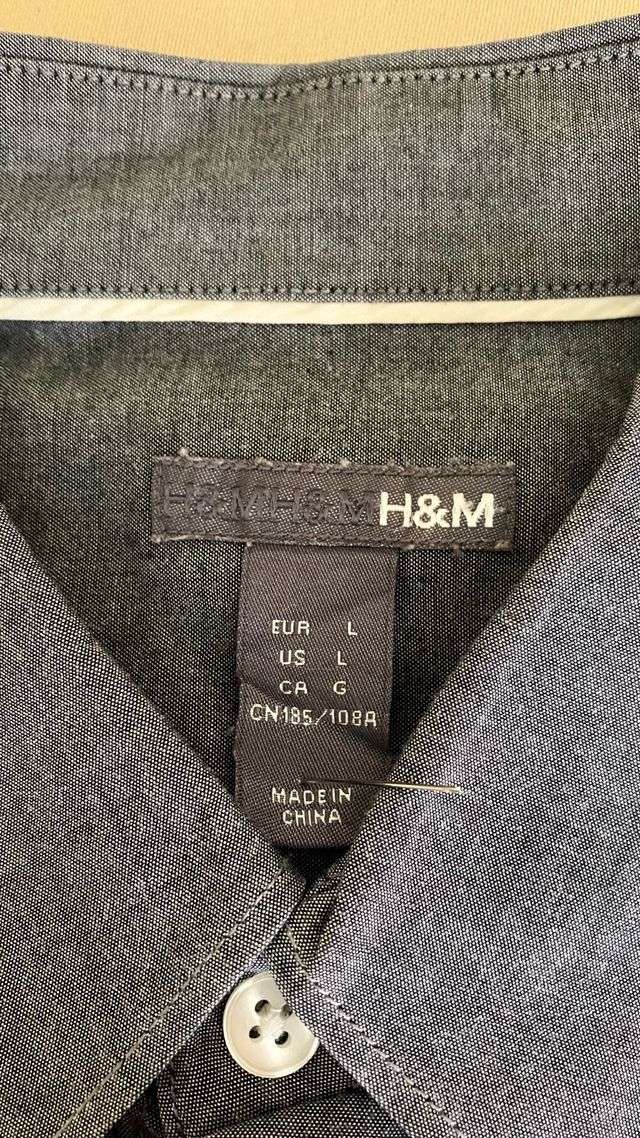 H&MH&MH&M
EUR L
US L
CA G
CN185/108A
MADE IN
CHINA